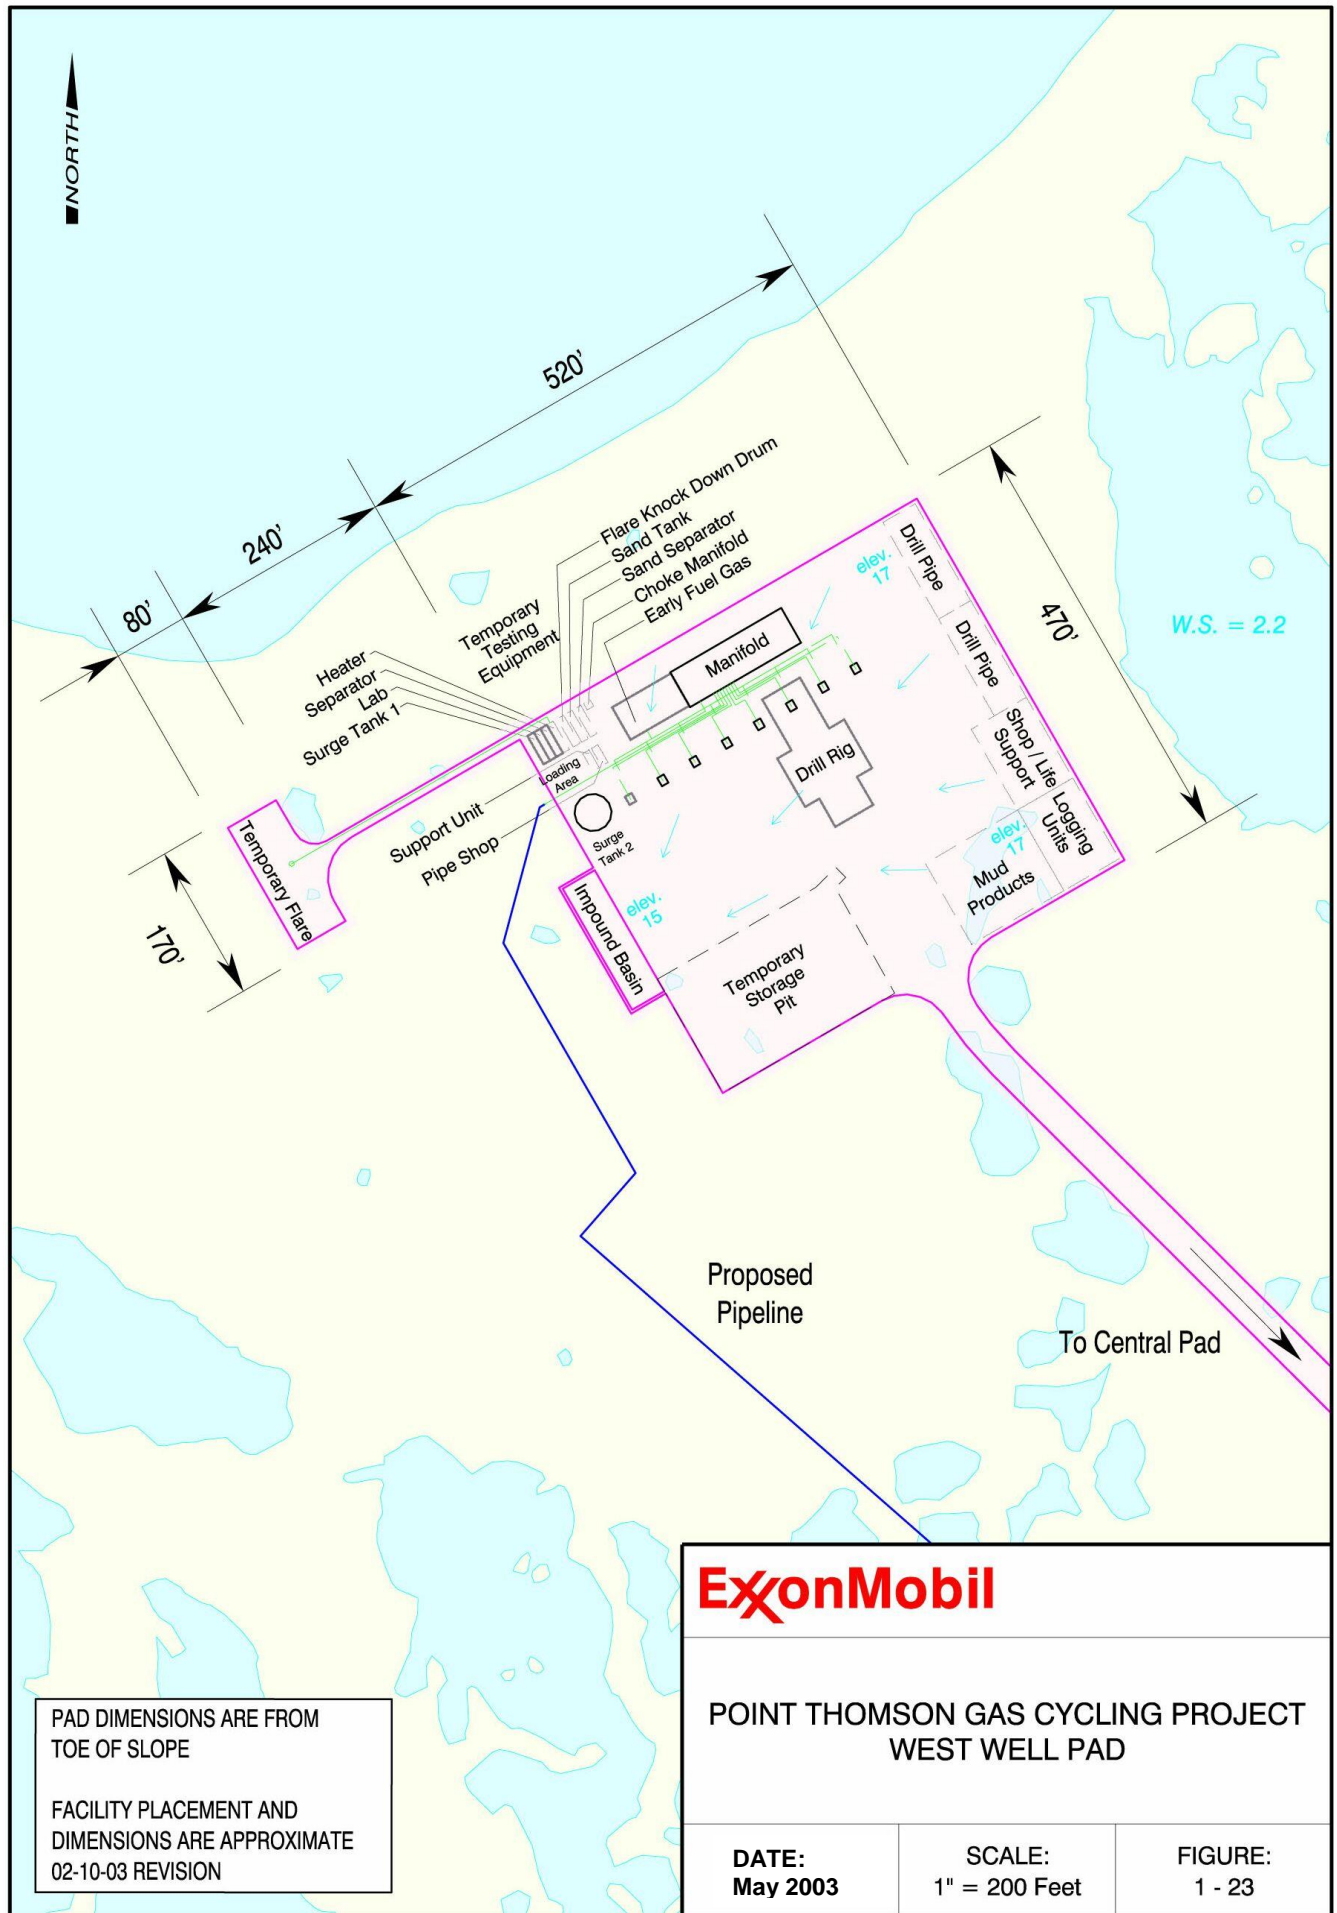 NORTH
520'
240'
80'
470'
170'
Flare Knock Down Drum
Sand Tank
Sand Separator
Choke Manifold
Early Fuel Gas
Temporary
Testing
Equipment
Heater
Separator
Lab
Surge Tank 1
Manifold
elev.
17
Drill Pipe
Drill Pipe
W.S. = 2.2
Shop / Life
Support
Logging
Units
Drill Rig
Loading
Area
Support Unit
Pipe Shop
Surge
Tank 2
Temporary Flare
elev.
17
Mud
Products
Impound Basin
elev.
15
Temporary
Storage
Pit
Proposed
Pipeline
To Central Pad
PAD DIMENSIONS ARE FROM
TOE OF SLOPE
FACILITY PLACEMENT AND
DIMENSIONS ARE APPROXIMATE
02-10-03 REVISION
ExxonMobil
POINT THOMSON GAS CYCLING PROJECT
WEST WELL PAD
DATE:
May 2003
SCALE:
1" = 200 Feet
FIGURE:
1 - 23